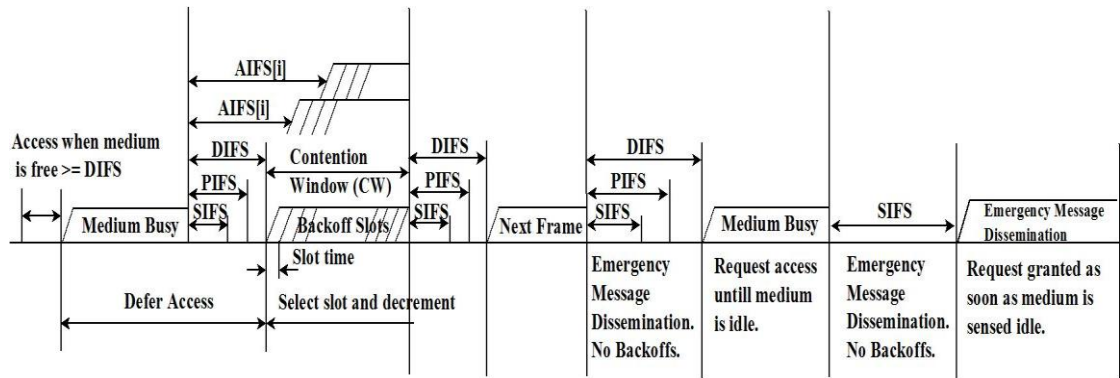 AIFS[i]
AIFS[i]
Access when medium
is free >= DIFS
DIFS
PIFS
SIFS
Medium Busy
Contention
Window (CW)
Backoff Slots
Slot time
Defer Access
Select slot and decrement
DIFS
PIFS
SIFS
Next Frame
DIFS
PIFS
SIFS
Medium Busy
SIFS
Emergency Message
Dissemination
Emergency
Message
Dissemination.
No Backoffs.
Request access
untill medium
is idle.
Emergency
Message
Dissemination.
No Backoffs.
Request granted as
soon as medium is
sensed idle.